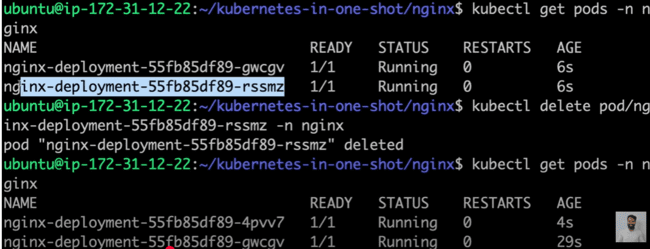 ubuntu@ip-172-31-12-22:~/kubernetes-in-one-shot/nginx$ kubectl get pods -n n
ginx
NAME READY STATUS RESTARTS AGE
nginx-deployment-55fb85df89-gwcgv 1/1 Running 0 6s
nginx-deployment-55fb85df89-rssmz 1/1 Running 0 6s
ubuntu@ip-172-31-12-22:~/kubernetes-in-one-shot/nginx$ kubectl delete pod/ng
inx-deployment-55fb85df89-rssmz -n nginx
pod "nginx-deployment-55fb85df89-rssmz" deleted
ubuntu@ip-172-31-12-22:~/kubernetes-in-one-shot/nginx$ kubectl get pods -n n
ginx
NAME READY STATUS RESTARTS AGE
nginx-deployment-55fb85df89-4pvv7 1/1 Running 0 4s
nginx-deployment-55fb85df89-gwcgv 1/1 Running 0 29s